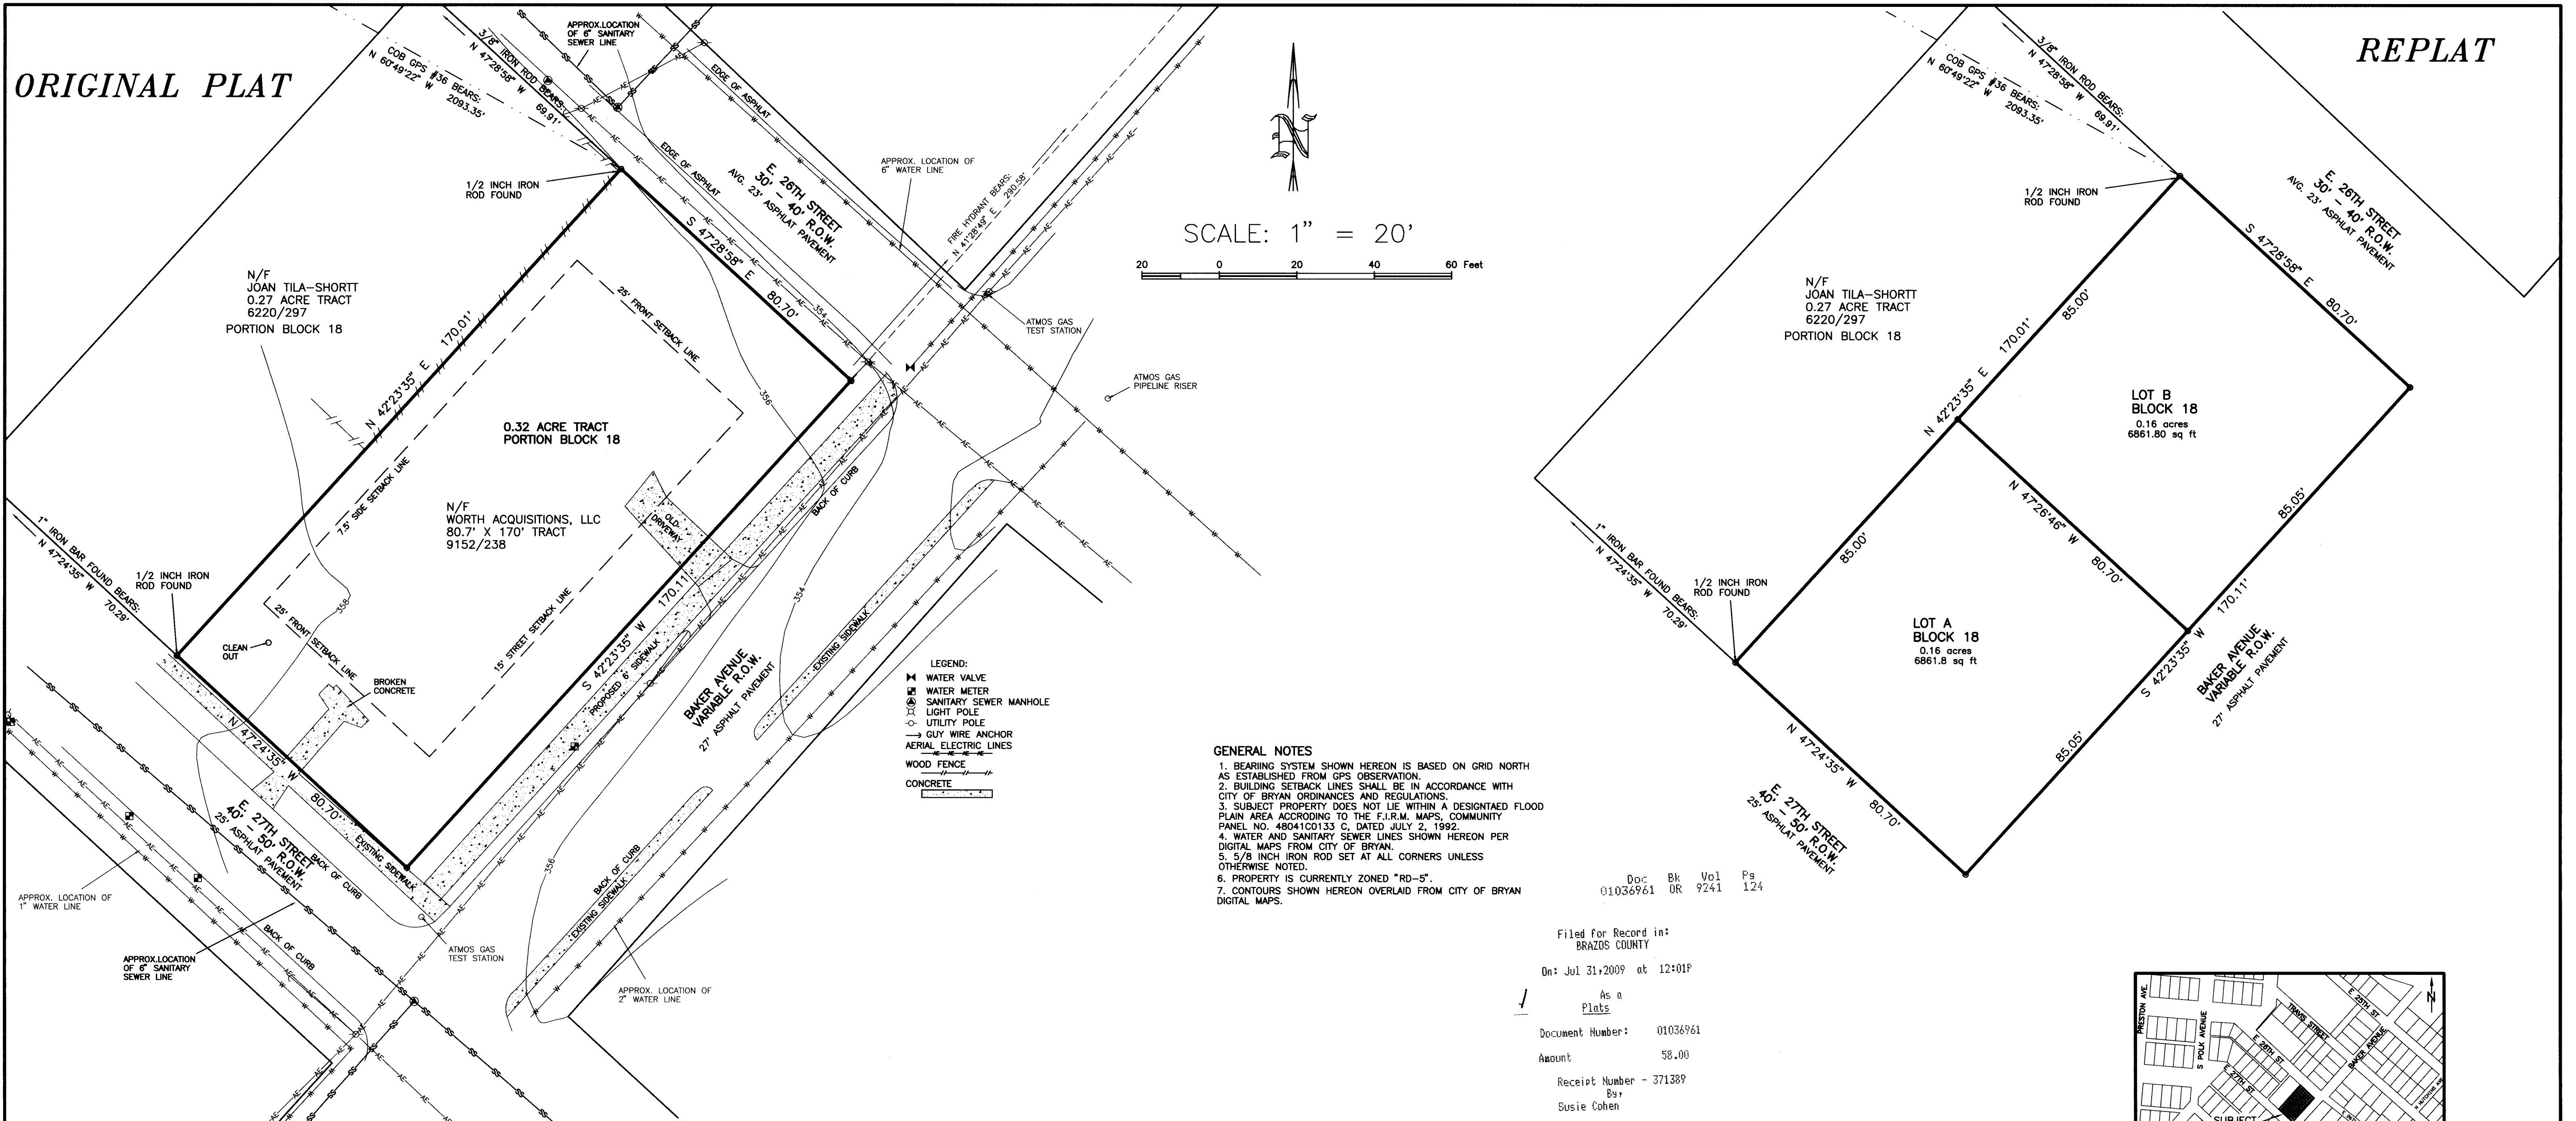 ORIGINAL PLAT
REPLAT
COB GPS #36 BEARS:
N 60°49'22" W 2093.35'
3/8" IRON ROD BEARS:
N 47°28'58" W 69.91'
APPROX.LOCATION
OF 6" SANITARY
SEWER LINE
EDGE OF ASPHLAT
EDGE OF ASPHLAT
E. 26TH STREET
30' - 40' R.O.W.
AVG. 23' ASPHLAT PAVEMENT
APPROX. LOCATION OF
6" WATER LINE
FIRE HYDRANT BEARS:
N 41°28'49" E 290.58'
1/2 INCH IRON
ROD FOUND
S 47°28'58" E 80.70'
354
356
N/F
JOAN TILA-SHORTT
0.27 ACRE TRACT
6220/297
PORTION BLOCK 18
N 42°23'35" E 170.01'
25' FRONT SETBACK LINE
ATMOS GAS
TEST STATION
ATMOS GAS
PIPELINE RISER
0.32 ACRE TRACT
PORTION BLOCK 18
7.5' SIDE SETBACK LINE
N/F
WORTH ACQUISITIONS, LLC
80.7' X 170' TRACT
9152/238
OLD
DRIVEWAY
BACK OF CURB
1" IRON BAR FOUND BEARS:
N 47°24'35" W 70.29'
1/2 INCH IRON
ROD FOUND
358
25' FRONT SETBACK LINE
CLEAN
OUT
15' STREET SETBACK LINE
S 42°23'35" W 170.11'
PROPOSED 6' SIDEWALK
354
EXISTING SIDEWALK
BAKER AVENUE
VARIABLE R.O.W.
27' ASPHALT PAVEMENT
BROKEN
CONCRETE
N 47°24'35" W 80.70'
EXISTING SIDEWALK
E. 27TH STREET
40' - 50' R.O.W.
25' ASPHLAT PAVEMENT
BACK OF CURB
BACK OF CURB
APPROX. LOCATION OF
1" WATER LINE
APPROX.LOCATION
OF 6" SANITARY
SEWER LINE
ATMOS GAS
TEST STATION
356
BACK OF CURB
EXISTING SIDEWALK
APPROX. LOCATION OF
2" WATER LINE
LEGEND:
WATER VALVE
WATER METER
SANITARY SEWER MANHOLE
LIGHT POLE
UTILITY POLE
GUY WIRE ANCHOR
AERIAL ELECTRIC LINES
WOOD FENCE
CONCRETE
N
SCALE: 1" = 20'
20 0 20 40 60 Feet
GENERAL NOTES
1. BEARIING SYSTEM SHOWN HEREON IS BASED ON GRID NORTH
AS ESTABLISHED FROM GPS OBSERVATION.
2. BUILDING SETBACK LINES SHALL BE IN ACCORDANCE WITH
CITY OF BRYAN ORDINANCES AND REGULATIONS.
3. SUBJECT PROPERTY DOES NOT LIE WITHIN A DESIGNTAED FLOOD
PLAIN AREA ACCRODING TO THE F.I.R.M. MAPS, COMMUNITY
PANEL NO. 48041C0133 C, DATED JULY 2, 1992.
4. WATER AND SANITARY SEWER LINES SHOWN HEREON PER
DIGITAL MAPS FROM CITY OF BRYAN.
5. 5/8 INCH IRON ROD SET AT ALL CORNERS UNLESS
OTHERWISE NOTED.
6. PROPERTY IS CURRENTLY ZONED "RD-5".
7. CONTOURS SHOWN HEREON OVERLAID FROM CITY OF BRYAN
DIGITAL MAPS.
Doc Bk Vol Pg
01036961 OR 9241 124
Filed for Record in:
BRAZOS COUNTY
On: Jul 31,2009 at 12:01P
As a
Plats
Document Number: 01036961
Amount 58.00
Receipt Number - 371389
By,
Susie Cohen
COB GPS #36 BEARS:
N 60°49'22" W 2093.35'
3/8" IRON ROD BEARS:
N 47°28'58" W 69.91'
1/2 INCH IRON
ROD FOUND
E. 26TH STREET
30' - 40' R.O.W.
AVG. 23' ASPHLAT PAVEMENT
S 47°28'58" E 80.70'
N/F
JOAN TILA-SHORTT
0.27 ACRE TRACT
6220/297
PORTION BLOCK 18
85.00'
N 42°23'35" E 170.01'
LOT B
BLOCK 18
0.16 acres
6861.80 sq ft
N 47°26'46" W 80.70'
85.05'
85.00'
1" IRON BAR FOUND BEARS:
N 47°24'35" W 70.29'
1/2 INCH IRON
ROD FOUND
LOT A
BLOCK 18
0.16 acres
6861.8 sq ft
S 42°23'35" W 170.11'
85.05'
BAKER AVENUE
VARIABLE R.O.W.
27' ASPHALT PAVEMENT
N 47°24'35" W 80.70'
E. 27TH STREET
40' - 50' R.O.W.
25' ASPHLAT PAVEMENT
PRESTON AVE.
S POLK AVENUE
TRAVIS STREET
E 25TH ST
E 26TH ST
BAKER AVENUE
E 27TH ST
N
SUBJECT